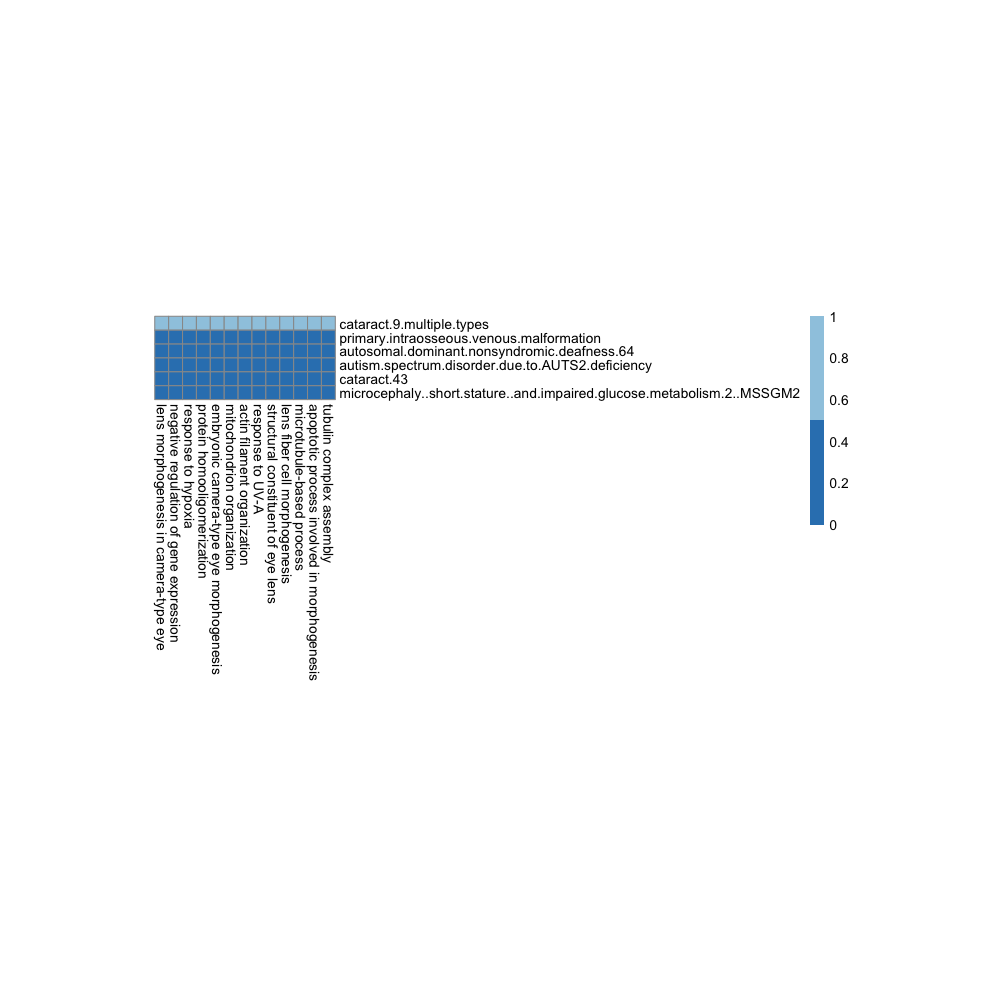 cataract.9.multiple.types
primary.intraosseous.venous.malformation
autosomal.dominant.nonsyndromic.deafness.64
autism.spectrum.disorder.due.to.AUTS2.deficiency
cataract.43
microcephaly..short.stature..and.impaired.glucose.metabolism.2..MSSGM2
1
0.8
0.6
0.4
0.2
0
lens morphogenesis in camera-type eye
negative regulation of gene expression
response to hypoxia
protein homooligomerization
embryonic camera-type eye morphogenesis
mitochondrion organization
actin filament organization
response to UV-A
structural constituent of eye lens
lens fiber cell morphogenesis
microtubule-based process
apoptotic process involved in morphogenesis
tubulin complex assembly